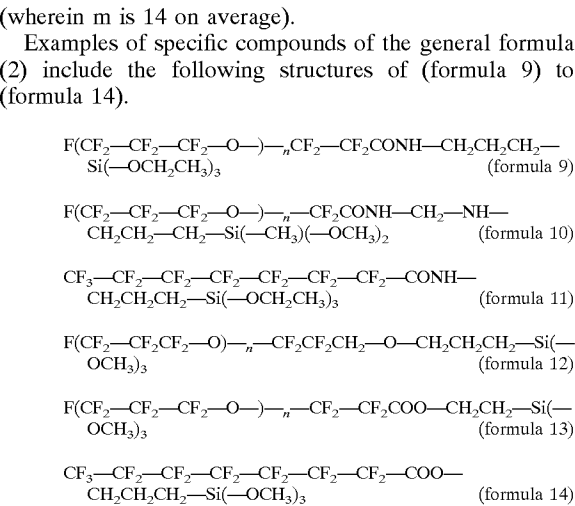 (wherein m is 14 on average).
Examples of specific compounds of the general formula
(2) include the following structures of (formula 9) to
(formula 14).
F(CF₂—CF₂—CF₂—O—)—ₙCF₂—CF₂CONH—CH₂CH₂CH₂—
Si(—OCH₂CH₃)₃ (formula 9)
F(CF₂—CF₂—CF₂—O—)—ₙ—CF₂CONH—CH₂—NH—
CH₂CH₂—CH₂—Si(—CH₃)(—OCH₃)₂ (formula 10)
CF₃—CF₂—CF₂—CF₂—CF₂—CF₂—CF₂—CONH—
CH₂CH₂CH₂—Si(—OCH₂CH₃)₃ (formula 11)
F(CF₂—CF₂CF₂—O)—ₙ—CF₂CF₂CH₂—O—CH₂CH₂CH₂—Si(—
OCH₃)₃ (formula 12)
F(CF₂—CF₂—CF₂—O—)—ₙ—CF₂—CF₂COO—CH₂CH₂—Si(—
OCH₃)₃ (formula 13)
CF₃—CF₂—CF₂—CF₂—CF₂—CF₂—CF₂—COO—
CH₂CH₂CH₂—Si(—OCH₃)₃ (formula 14)